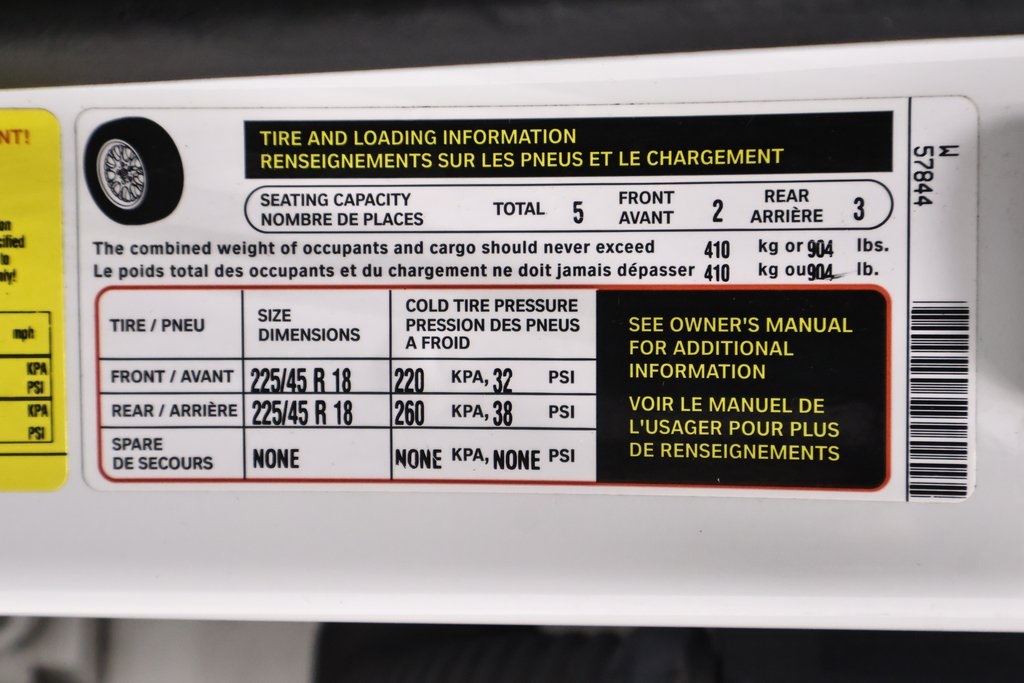 NT!
on
cified
to
nly!
mph
KPA
PSI
KPA
PSI
TIRE AND LOADING INFORMATION
RENSEIGNEMENTS SUR LES PNEUS ET LE CHARGEMENT
SEATING CAPACITY
NOMBRE DE PLACES
TOTAL 5
FRONT
AVANT
2
REAR
ARRIÈRE
3
The combined weight of occupants and cargo should never exceed 410 kg or 904 lbs.
Le poids total des occupants et du chargement ne doit jamais dépasser 410 kg ou 904 lb.
TIRE / PNEU
SIZE
DIMENSIONS
COLD TIRE PRESSURE
PRESSION DES PNEUS
A FROID
FRONT / AVANT 225/45 R 18 220 KPA, 32 PSI
REAR / ARRIÈRE 225/45 R 18 260 KPA, 38 PSI
SPARE
DE SECOURS
NONE NONE KPA, NONE PSI
SEE OWNER'S MANUAL
FOR ADDITIONAL
INFORMATION
VOIR LE MANUEL DE
L'USAGER POUR PLUS
DE RENSEIGNEMENTS
W
57844